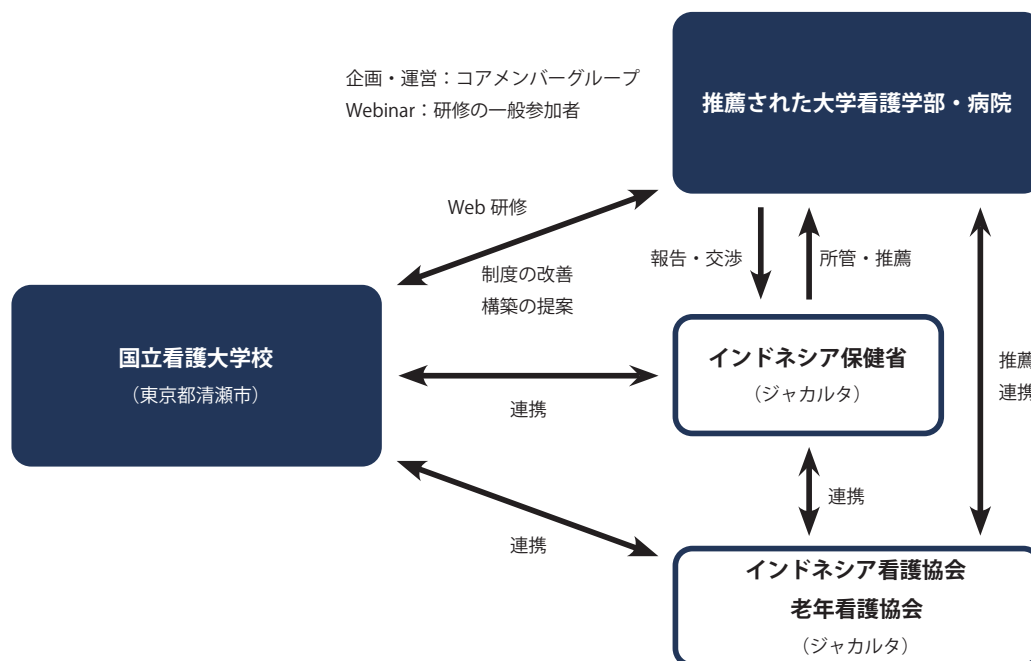 企画・運営：コアメンバーグループ
Webinar：研修の一般参加者
推薦された大学看護学部・病院
Web 研修
制度の改善
構築の提案
報告・交渉
所管・推薦
国立看護大学校
（東京都清瀬市）
インドネシア保健省
（ジャカルタ）
連携
推薦
連携
連携
連携
インドネシア看護協会
老年看護協会
（ジャカルタ）